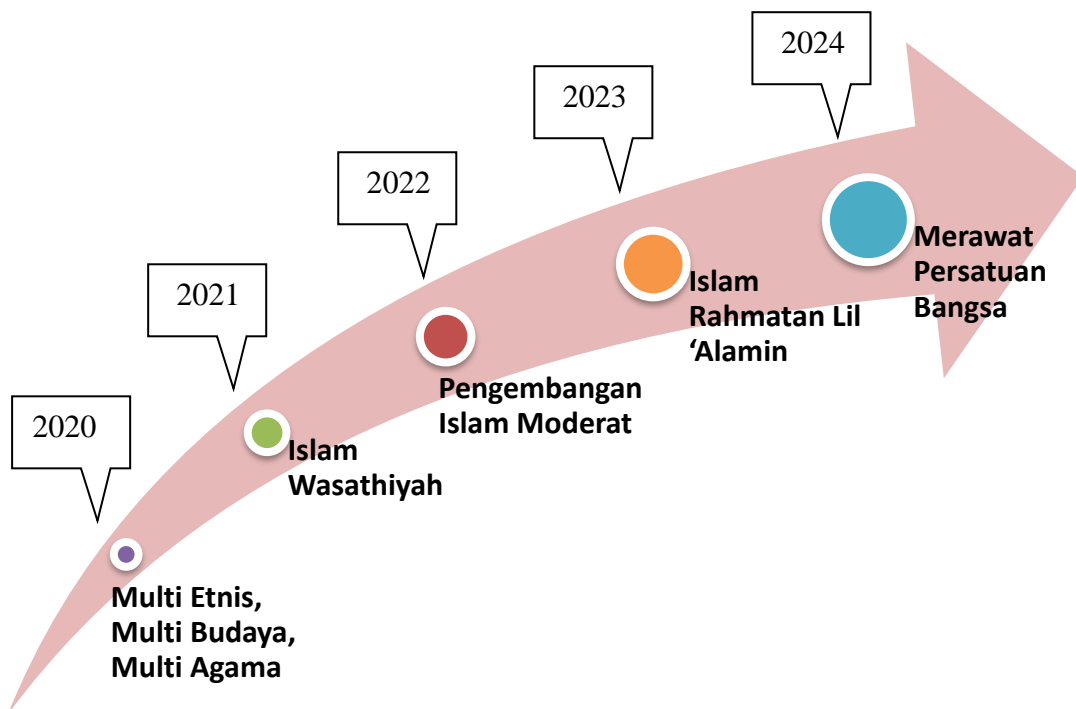 2020
Multi Etnis,
Multi Budaya,
Multi Agama
2021
Islam
Wasathiyah
2022
Pengembangan
Islam Moderat
2023
Islam
Rahmatan Lil
‘Alamin
2024
Merawat
Persatuan
Bangsa